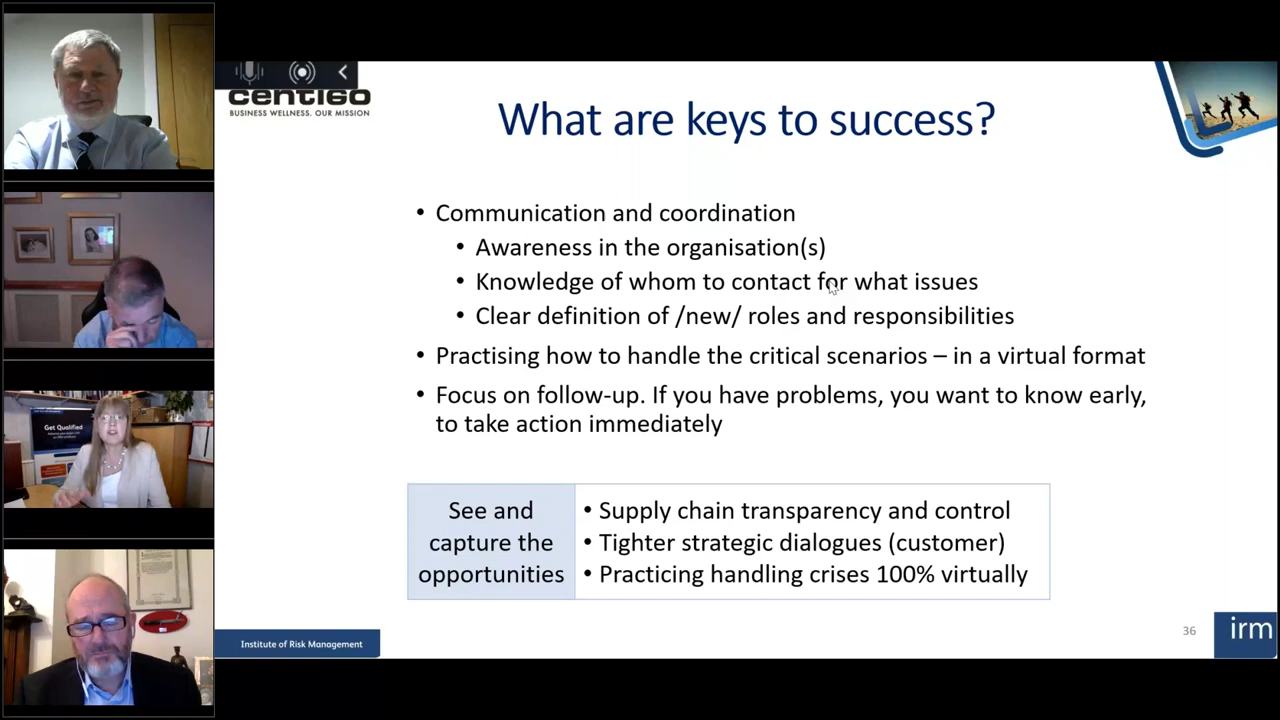 centigo
BUSINESS WELLNESS. OUR MISSION
What are keys to success?
• Communication and coordination
• Awareness in the organisation(s)
• Knowledge of whom to contact for what issues
• Clear definition of /new/ roles and responsibilities
• Practising how to handle the critical scenarios – in a virtual format
• Focus on follow-up. If you have problems, you want to know early,
to take action immediately
See and
capture the
opportunities
• Supply chain transparency and control
• Tighter strategic dialogues (customer)
• Practicing handling crises 100% virtually
Institute of Risk Management
36
irm
Get Qualified